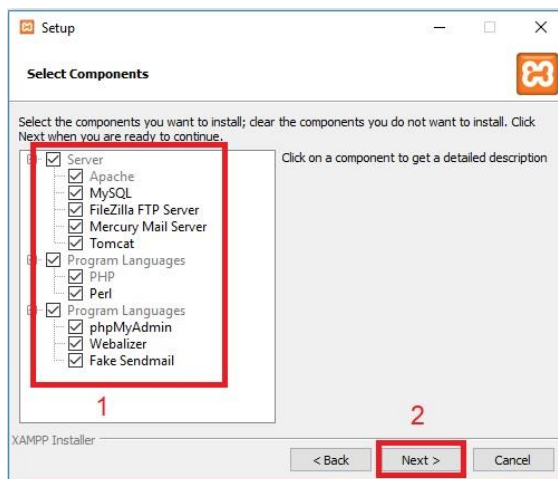 Setup
Select Components
Select the components you want to install; clear the components you do not want to install. Click
Next when you are ready to continue.
Server
Apache
MySQL
FileZilla FTP Server
Mercury Mail Server
Tomcat
Program Languages
PHP
Perl
Program Languages
phpMyAdmin
Webalizer
Fake Sendmail
Click on a component to get a detailed description
1
2
XAMPP Installer
< Back
Next >
Cancel